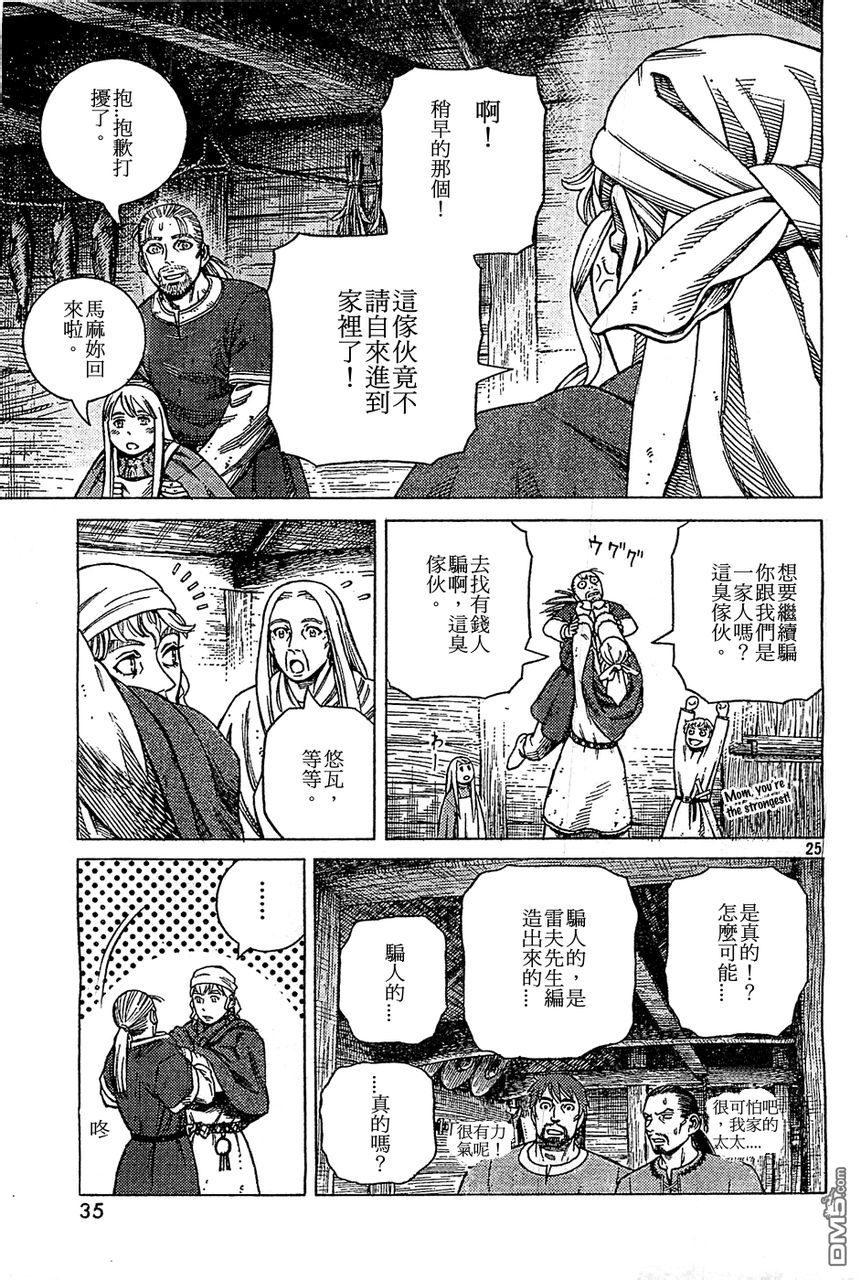 啊！
稍早的那個！
這傢伙竟不
請自來進到
家裡了！
抱…抱歉打
擾了。
馬麻妳回
來啦。
想要繼續騙
你跟我們是
一家人嗎？
這臭傢伙。
ウグググ
去找有錢人
騙啊，這臭
傢伙。
Mom, you're
the strongest!
わー
悠瓦，
等等。
25
是真的！？
怎麼可能……
騙人的，是
雷夫先生編
造出來的……
騙人的……
……真的嗎？
很可怕吧
，我家的
太太……
很有力
氣呢！
……
咚
35
DM5.com